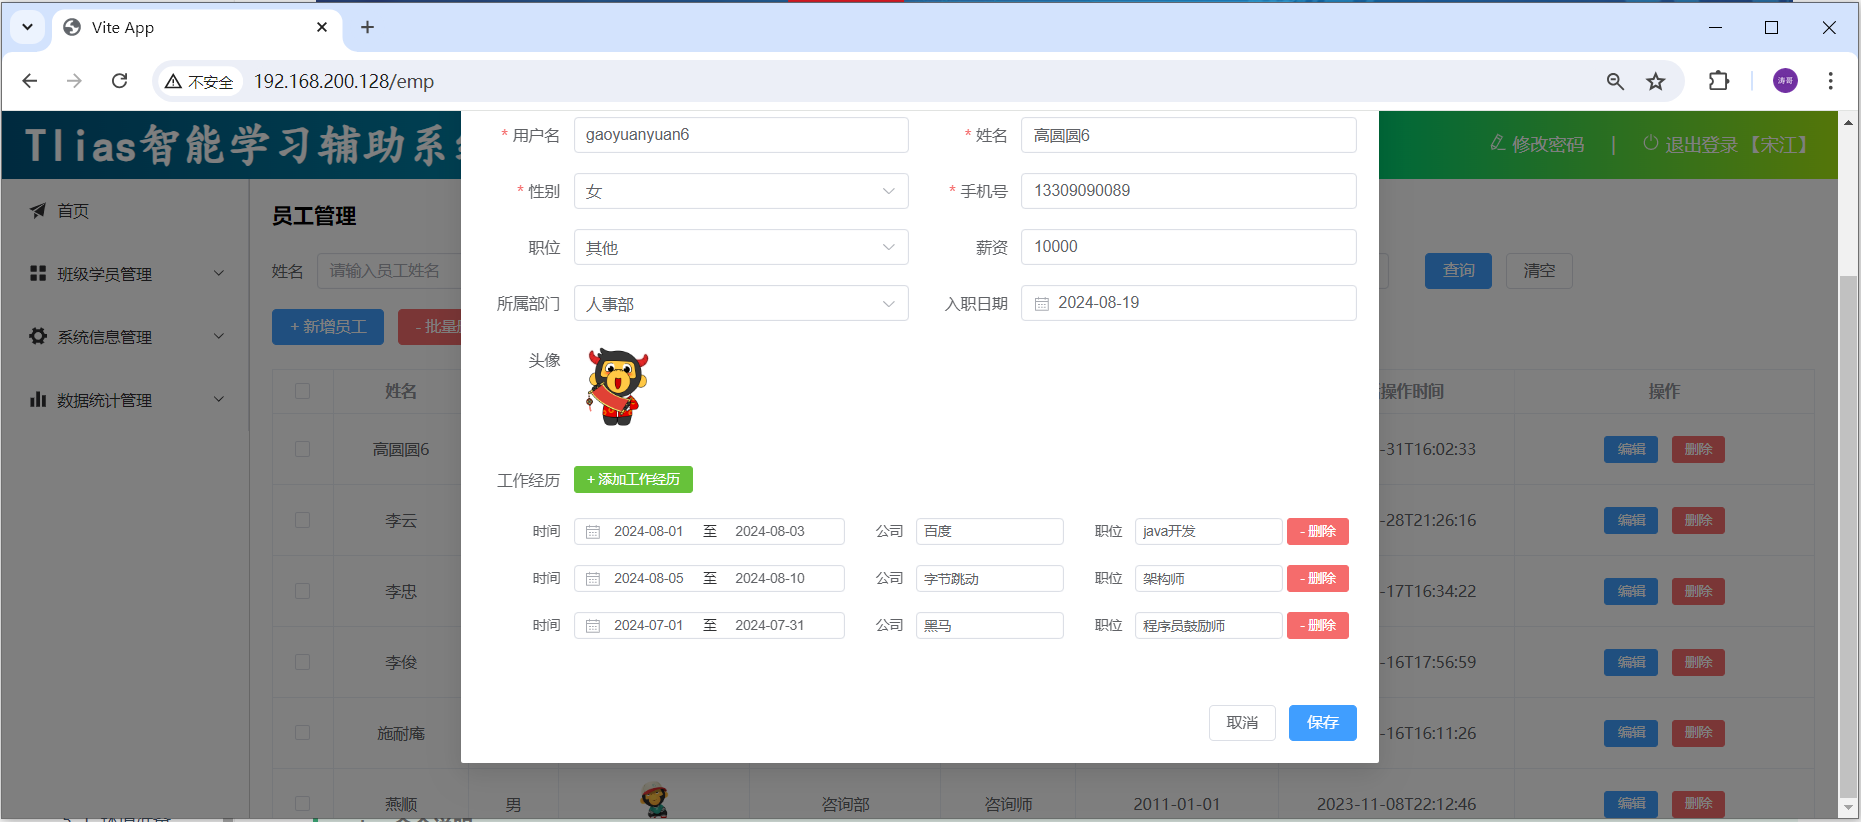 Vite App
不安全 192.168.200.128/emp 涛哥
Tlias智能学习辅助系统
修改密码 | 退出登录 【宋江】
首页
班级学员管理
系统信息管理
数据统计管理
员工管理
姓名 请输入员工姓名
查询 清空
+ 新增员工 - 批量
姓名 操作时间 操作
高圆圆6 -31T16:02:33 编辑 删除
李云 -28T21:26:16 编辑 删除
李忠 -17T16:34:22 编辑 删除
李俊 -16T17:56:59 编辑 删除
施耐庵 -16T16:11:26 编辑 删除
燕顺 男 咨询部 咨询师 2011-01-01 2023-11-08T22:12:46 编辑 删除
* 用户名 gaoyuanyuan6 * 姓名 高圆圆6
* 性别 女 * 手机号 13309090089
职位 其他 薪资 10000
所属部门 人事部 入职日期 2024-08-19
头像
工作经历 + 添加工作经历
时间 2024-08-01 至 2024-08-03 公司 百度 职位 java开发 - 删除
时间 2024-08-05 至 2024-08-10 公司 字节跳动 职位 架构师 - 删除
时间 2024-07-01 至 2024-07-31 公司 黑马 职位 程序员鼓励师 - 删除
取消 保存